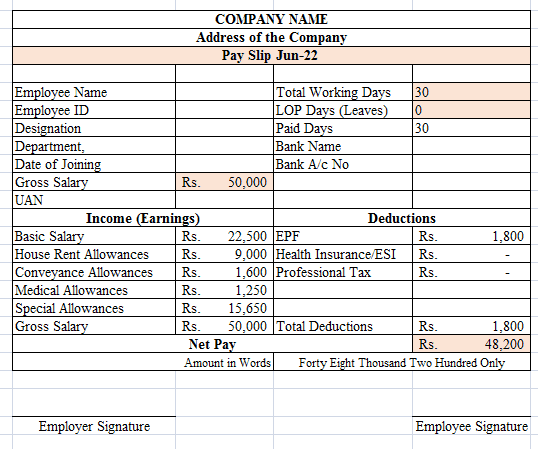 COMPANY NAME
Address of the Company
Pay Slip Jun-22
Employee Name Total Working Days 30
Employee ID LOP Days (Leaves) 0
Designation Paid Days 30
Department, Bank Name
Date of Joining Bank A/c No
Gross Salary Rs. 50,000
UAN
Income (Earnings) Deductions
Basic Salary Rs. 22,500 EPF Rs. 1,800
House Rent Allowances Rs. 9,000 Health Insurance/ESI Rs. -
Conveyance Allowances Rs. 1,600 Professional Tax Rs. -
Medical Allowances Rs. 1,250
Special Allowances Rs. 15,650
Gross Salary Rs. 50,000 Total Deductions Rs. 1,800
Net Pay Rs. 48,200
Amount in Words Forty Eight Thousand Two Hundred Only
Employer Signature Employee Signature